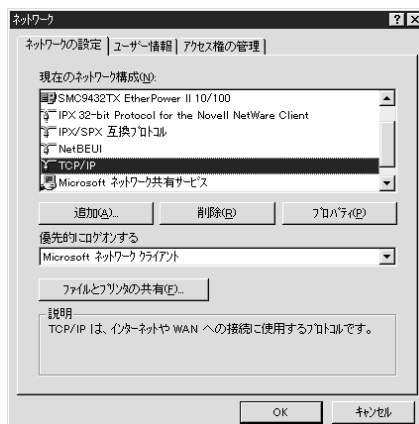 ネットワーク
ネットワークの設定 ユーザー情報 アクセス権の管理
現在のネットワーク構成(N):
SMC9432TX EtherPower II 10/100
IPX 32-bit Protocol for the Novell NetWare Client
IPX/SPX 互換プロトコル
NetBEUI
TCP/IP
Microsoft ネットワーク共有サービス
追加(A)... 削除(R) プロパティ(P)
優先的にログオンする
Microsoft ネットワーク クライアント
ファイルとプリンタの共有(F)...
説明
TCP/IP は、インターネットや WAN への接続に使用するプロトコルです。
OK キャンセル